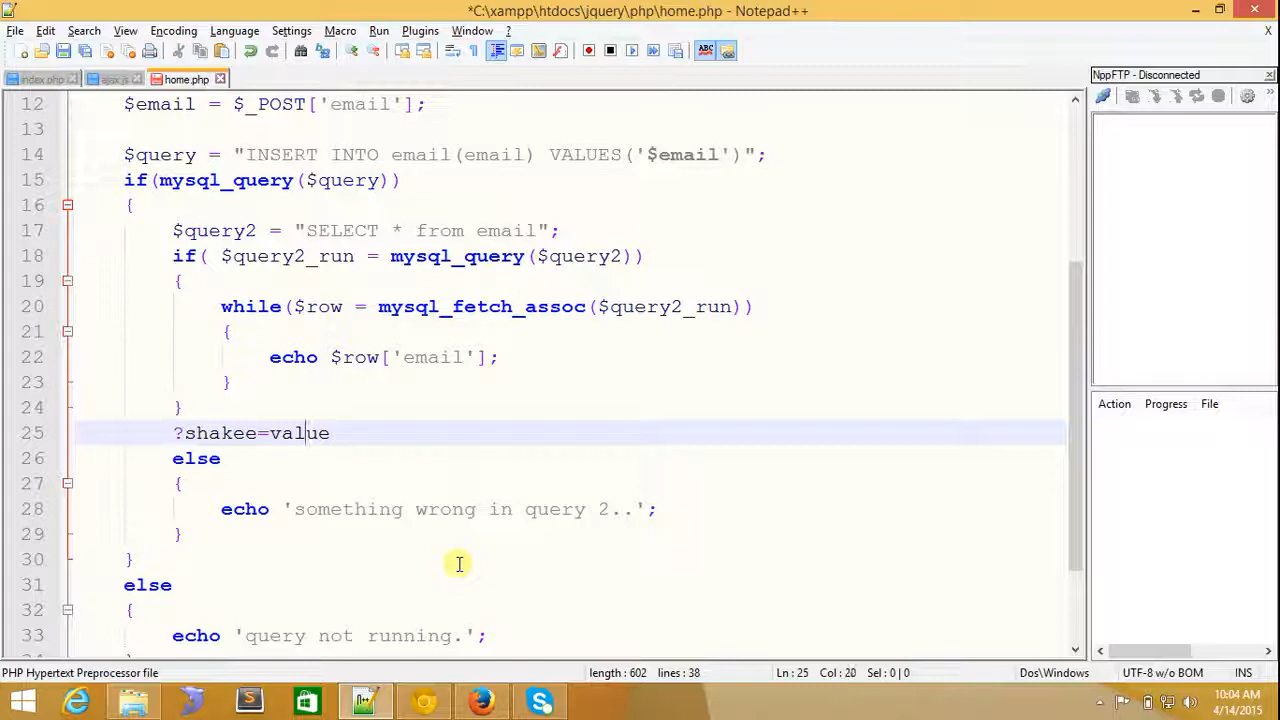 *C:\xampp\htdocs\jquery\php\home.php - Notepad++
File Edit Search View Encoding Language Settings Macro Run Plugins Window ? X
index.php ajax.js home.php
NppFTP - Disconnected
12 $email = $_POST['email'];
13
14 $query = "INSERT INTO email(email) VALUES('$email')";
15 if(mysql_query($query))
16 {
17 $query2 = "SELECT * from email";
18 if( $query2_run = mysql_query($query2))
19 {
20 while($row = mysql_fetch_assoc($query2_run))
21 {
22 echo $row['email'];
23 }
24 }
25 ?shakee=value
26 else
27 {
28 echo 'something wrong in query 2..';
29 }
30 }
31 else
32 {
33 echo 'query not running.';
Action Progress File
PHP Hypertext Preprocessor file length : 602 lines : 38 Ln : 25 Col : 20 Sel : 0 | 0 Dos\Windows UTF-8 w/o BOM INS
10:04 AM
4/14/2015